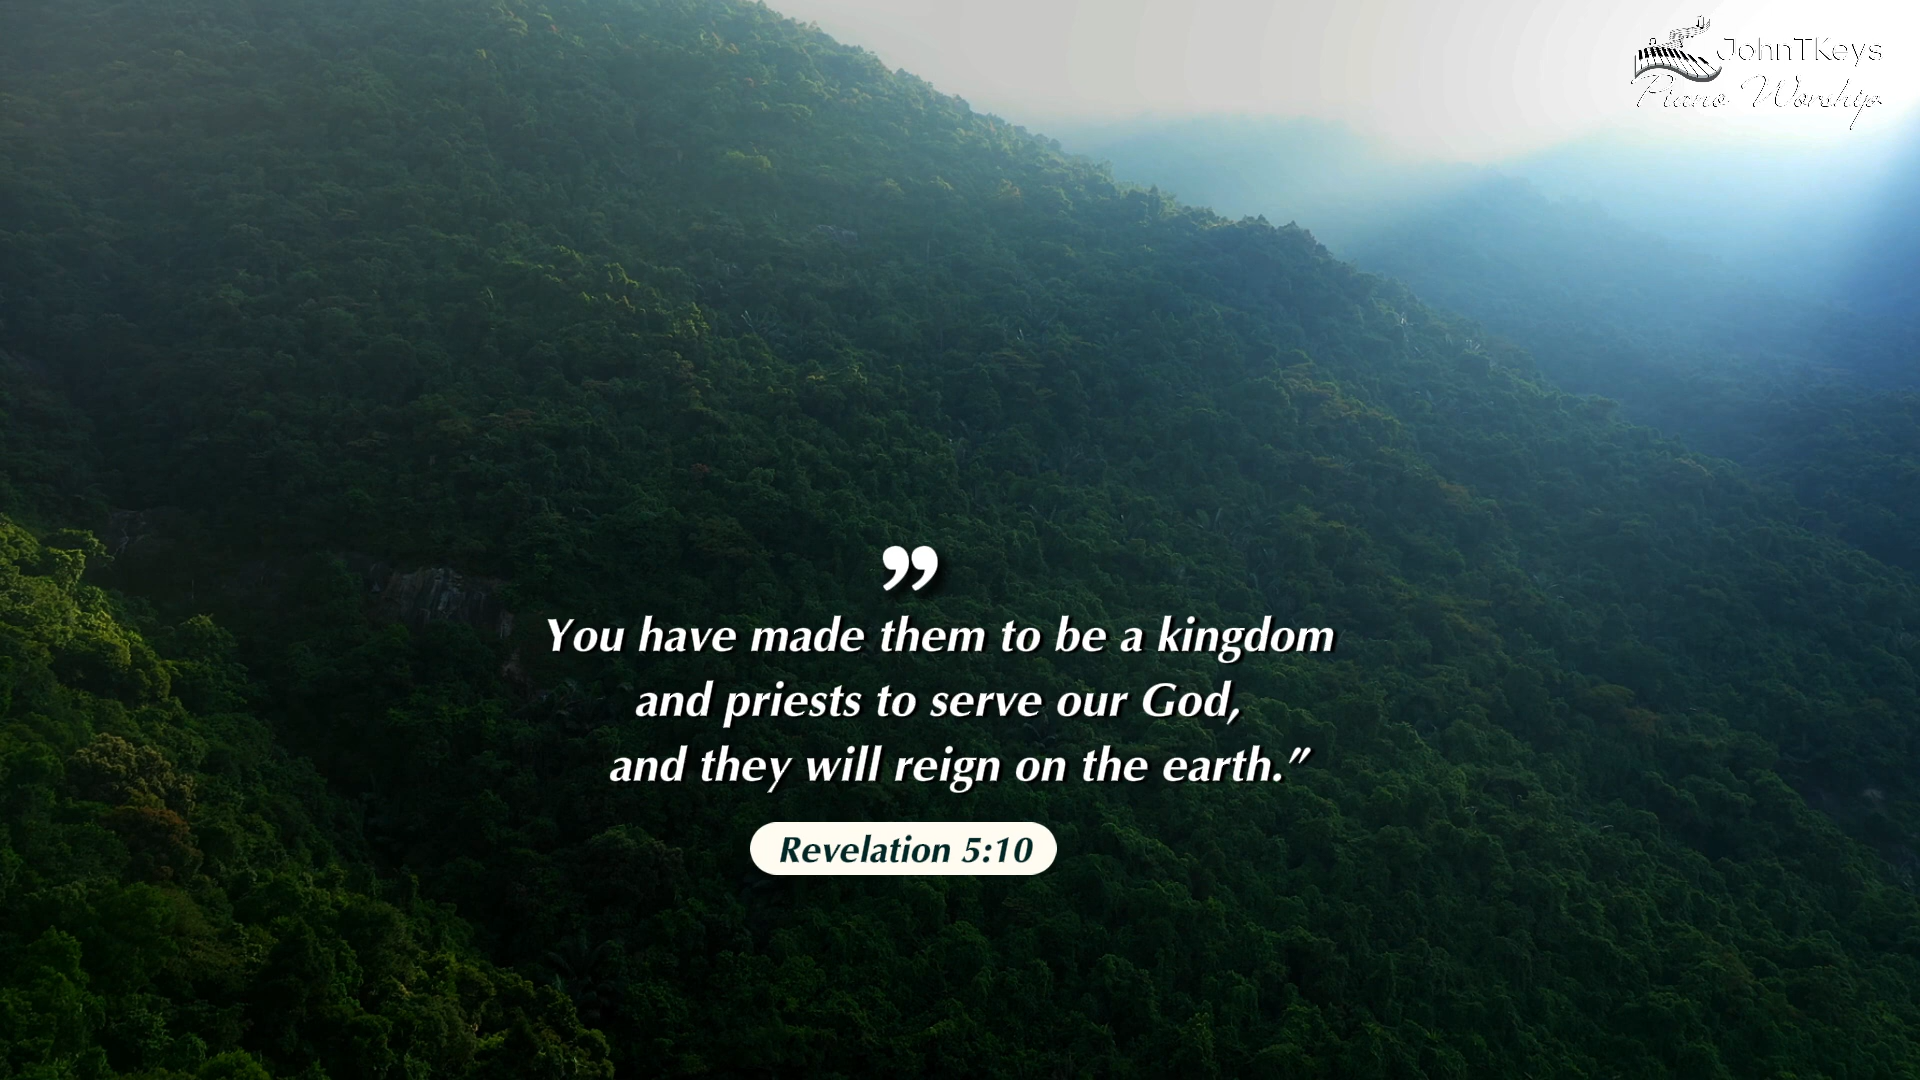 JohnTKeys
Piano Worship
”
You have made them to be a kingdom
and priests to serve our God,
and they will reign on the earth.”
Revelation 5:10